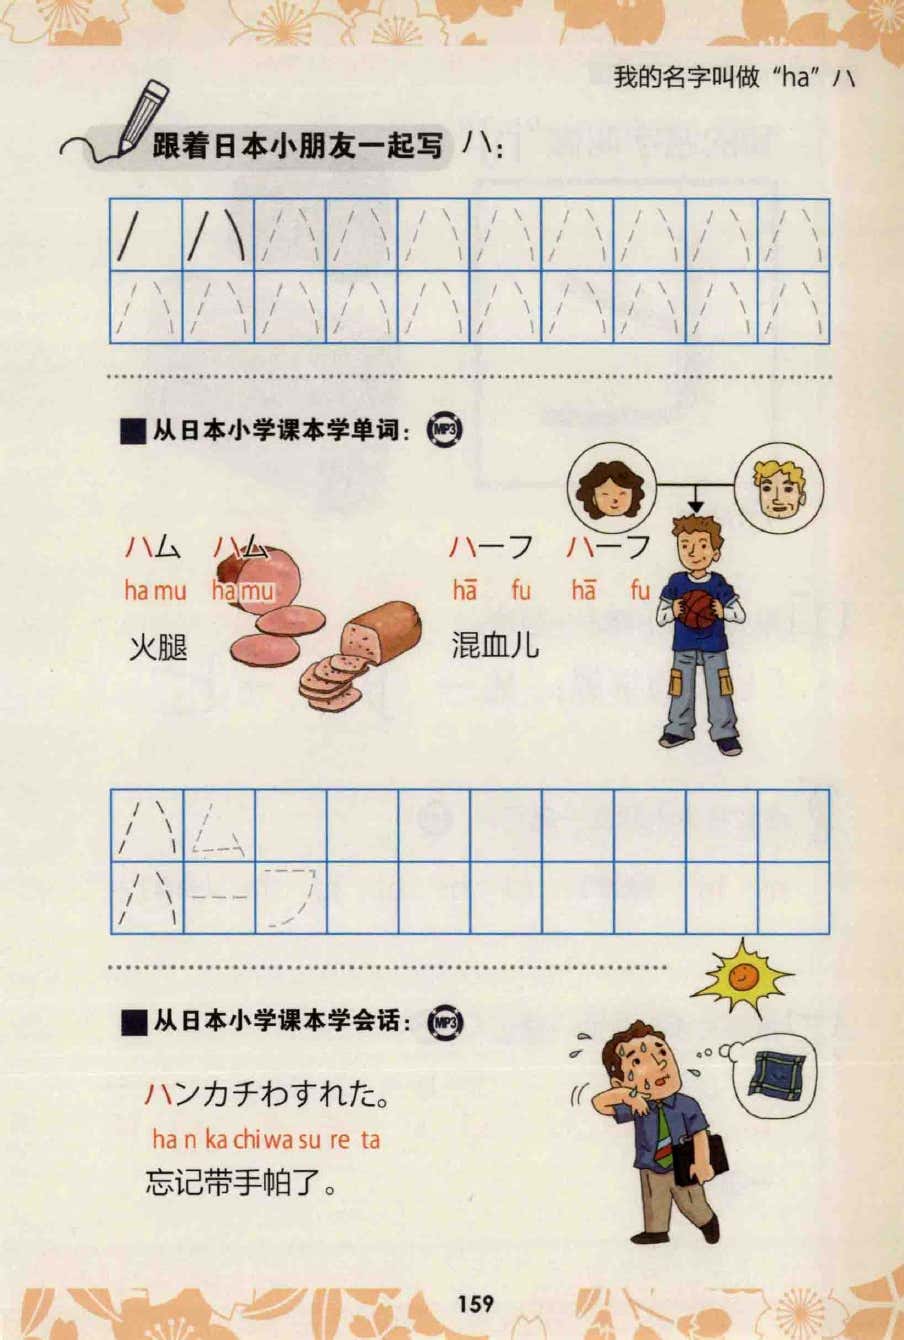 我的名字叫做“ha”ハ
跟着日本小朋友一起写 ハ:
ノ ハ ハ ハ ハ ハ ハ ハ ハ ハ
ハ ハ ハ ハ ハ ハ ハ ハ ハ ハ
从日本小学课本学单词: MP3
ハム ハム
ha mu ha mu
火腿
ハーフ ハーフ
hā fu hā fu
混血儿
ハ ム
ハ ー フ
从日本小学课本学会话: MP3
ハンカチわすれた。
ha n ka chi wa su re ta
忘记带手帕了。
159